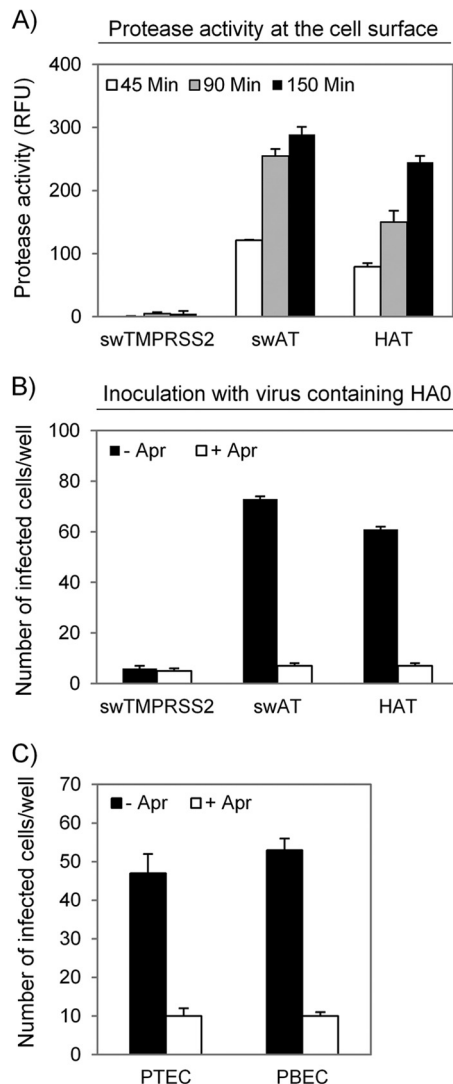 A)
Protease activity at the cell surface
Protease activity (RFU)
400
300
200
100
0
45 Min 90 Min 150 Min
swTMPRSS2 swAT HAT
B)
Inoculation with virus containing HA0
Number of infected cells/well
100
80
60
40
20
0
- Apr + Apr
swTMPRSS2 swAT HAT
C)
Number of infected cells/well
70
60
50
40
30
20
10
0
- Apr + Apr
PTEC PBEC